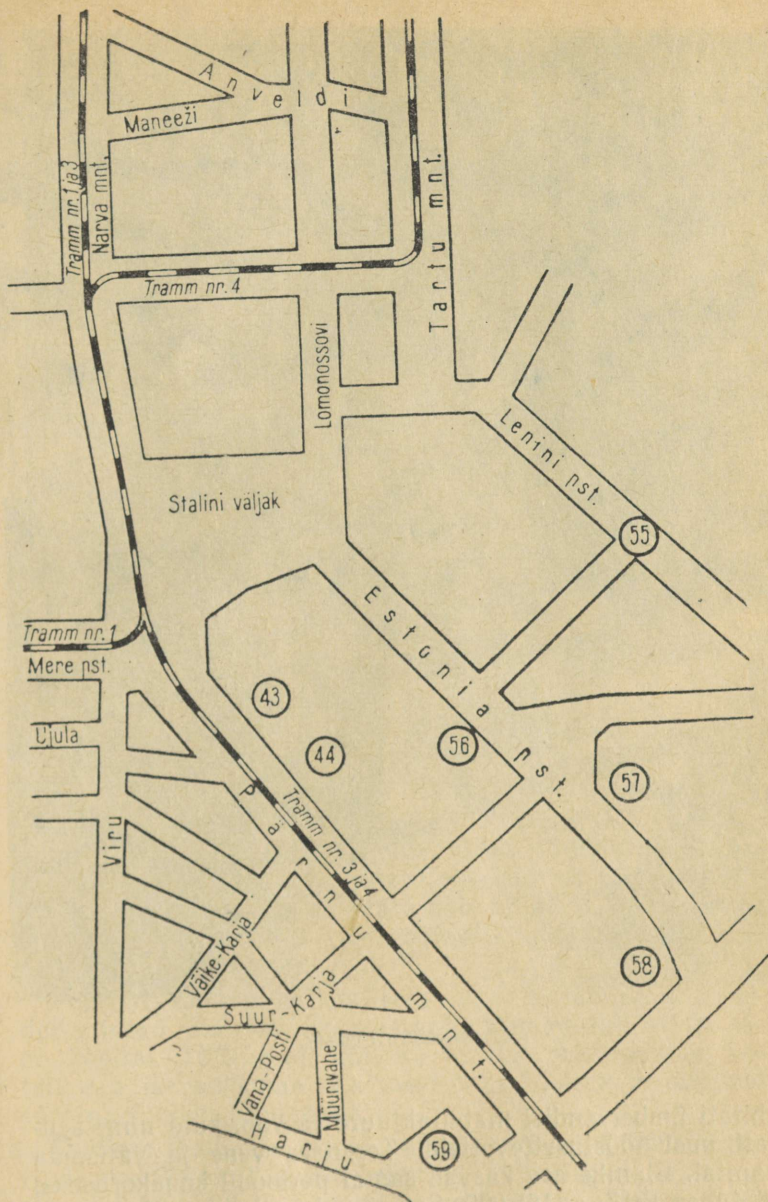 Anveldi
Maneeži
Tramm nr. 1 ja 3
Narva mnt.
Tartu mnt.
Tramm nr. 4
Lomonossovi
Lenini pst.
Stalini väljak
55
Estonia pst.
Tramm nr. 1
Mere pst.
43
Ujula
44
56
57
Pärnu mnt.
Tramm nr. 3 ja 4
Viru
Väike-Karja
58
Suur-Karja
Vana-Posti
Müürivahe
Harju
59